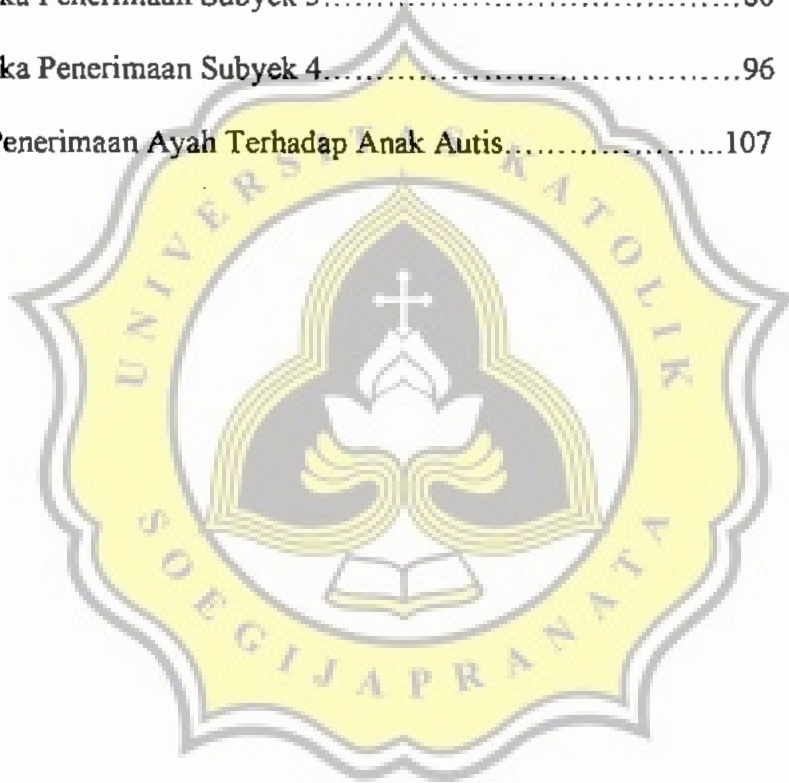 ka Penerimaan Subyek 4........................................96
Penerimaan Ayah Terhadap Anak Autis......................107
UNIVERSITAS KATOLIK
SOEGIJAPRANATA